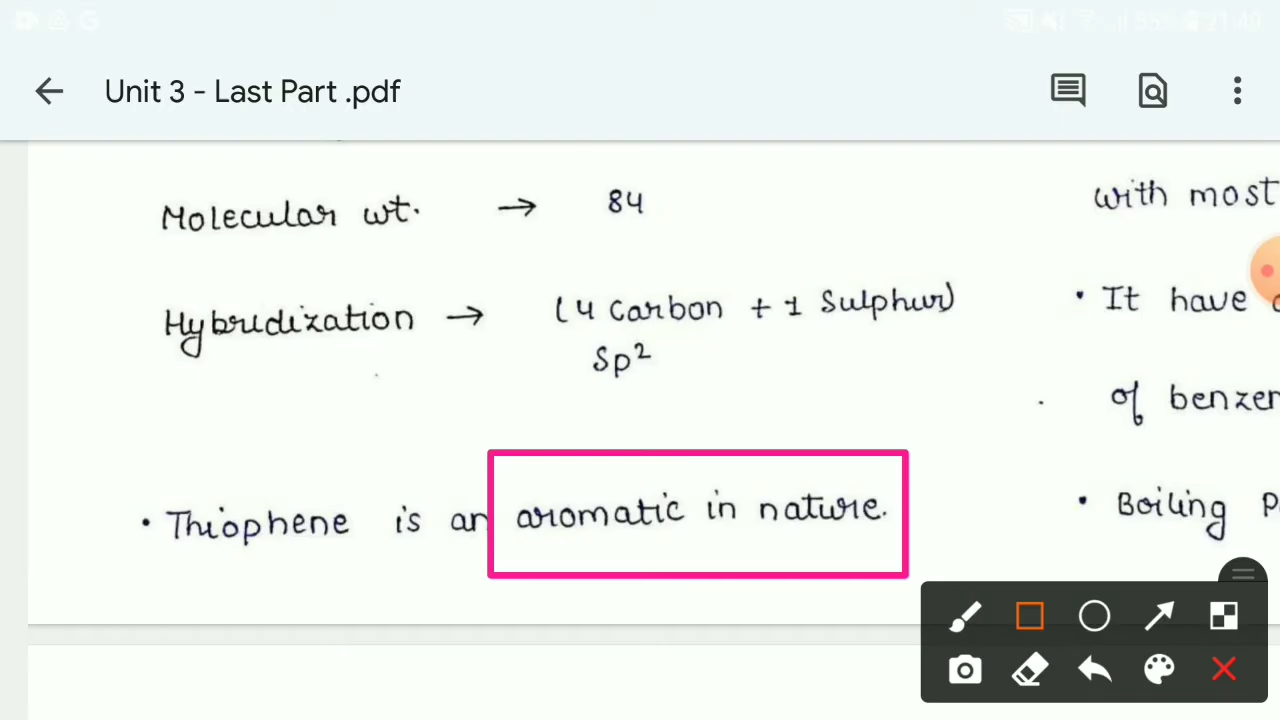 Unit 3 - Last Part .pdf
Molecular wt. → 84
Hybridization → (4 Carbon + 1 Sulphur)
Sp²
• Thiophene is an aromatic in nature.
with most
• It have
of benzen
• Boiling P